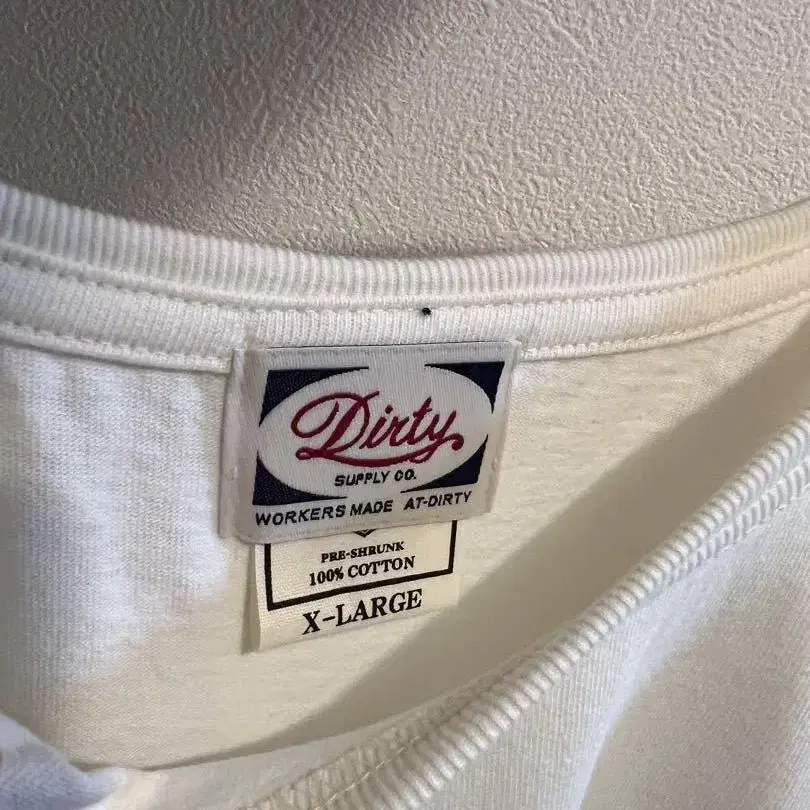 Dirty
SUPPLY CO.
WORKERS MADE AT-DIRTY
PRE-SHRUNK
100% COTTON
X-LARGE